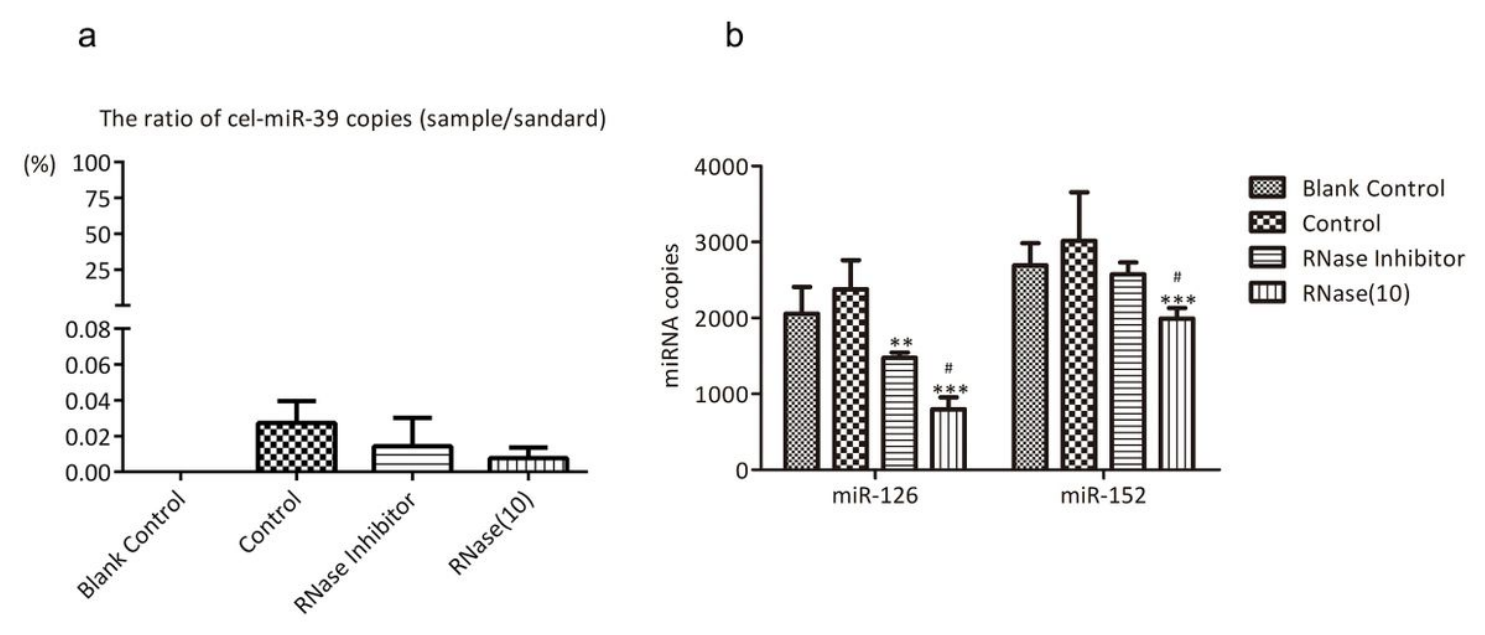 a
The ratio of cel-miR-39 copies (sample/sandard)
(%)
100
75
50
25
0.08
0.06
0.04
0.02
0.00
Blank Control
Control
RNase Inhibitor
RNase(10)
b
miRNA copies
4000
3000
2000
1000
0
**
#
***
#
***
miR-126
miR-152
Blank Control
Control
RNase Inhibitor
RNase(10)